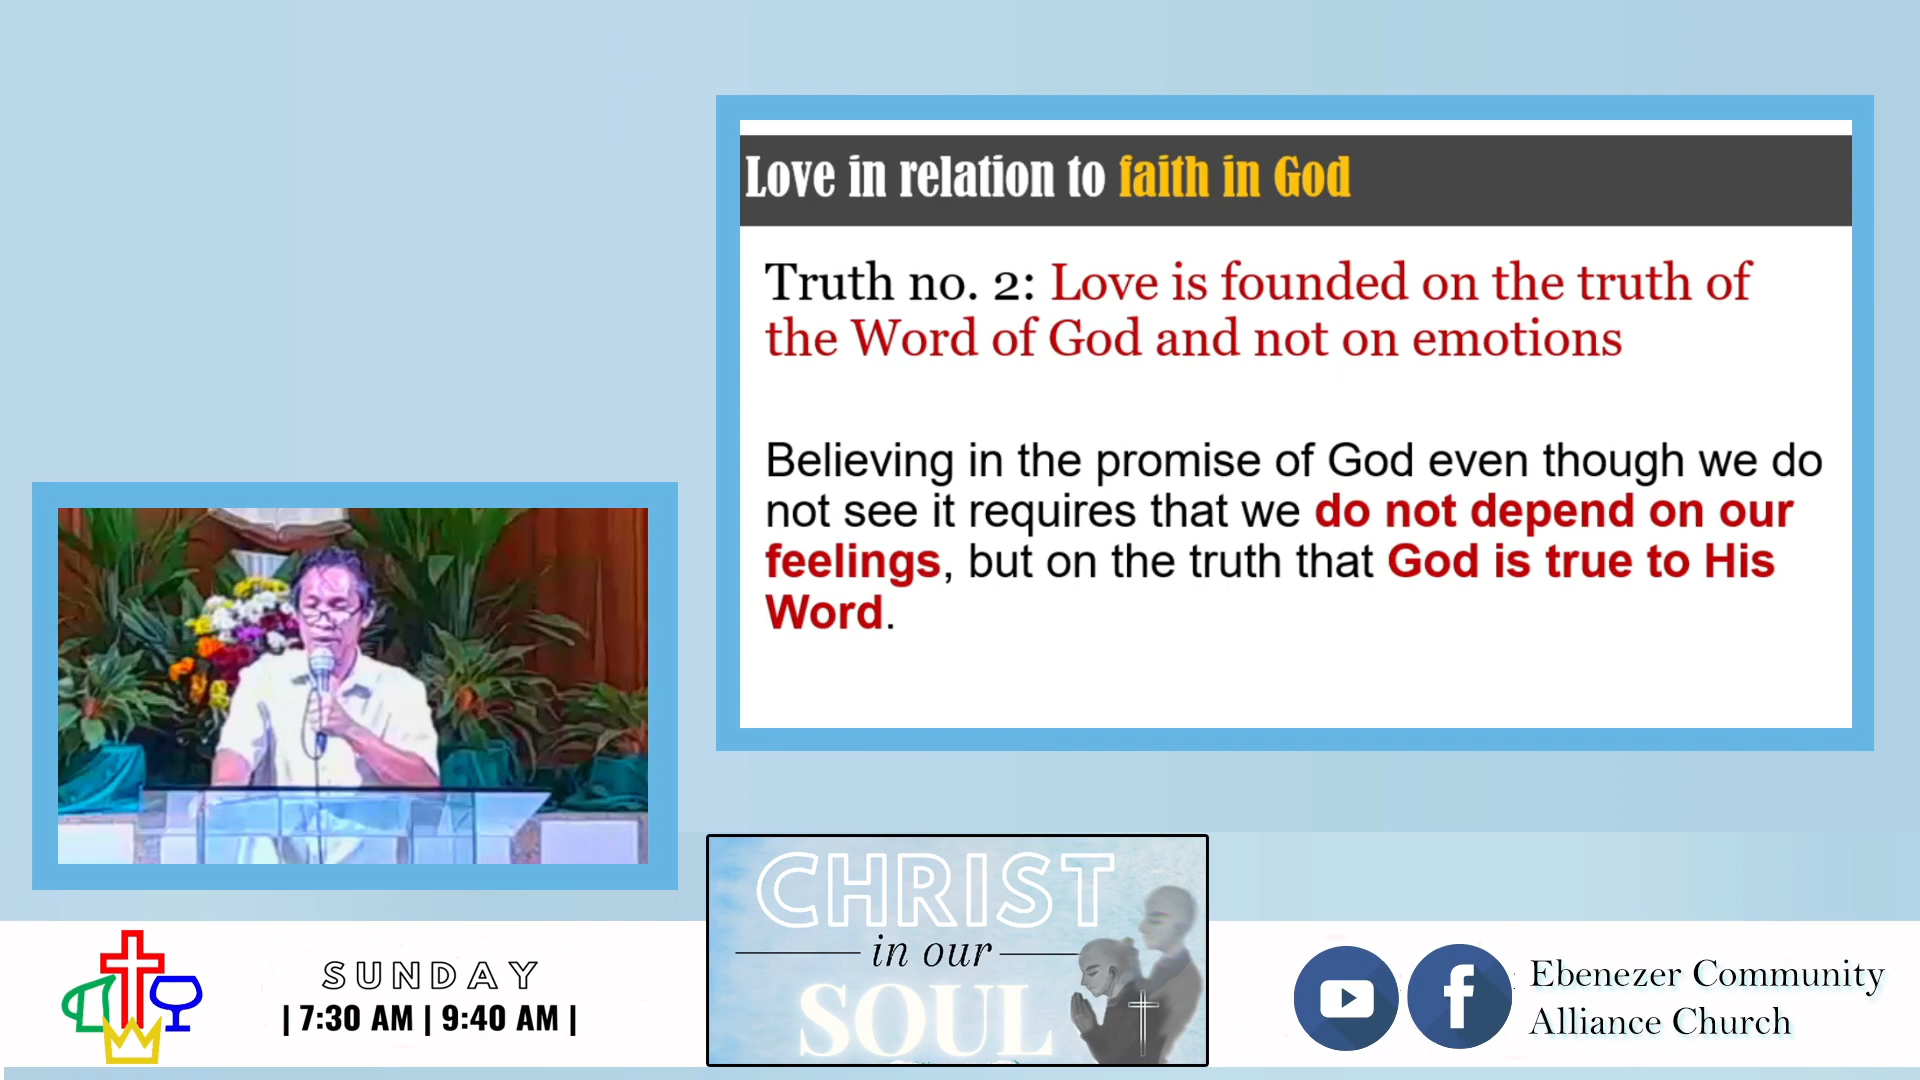 Love in relation to faith in God
Truth no. 2: Love is founded on the truth of
the Word of God and not on emotions
Believing in the promise of God even though we do
not see it requires that we do not depend on our
feelings, but on the truth that God is true to His
Word.
SUNDAY
| 7:30 AM | 9:40 AM |
CHRIST
in our
SOUL
Ebenezer Community
Alliance Church